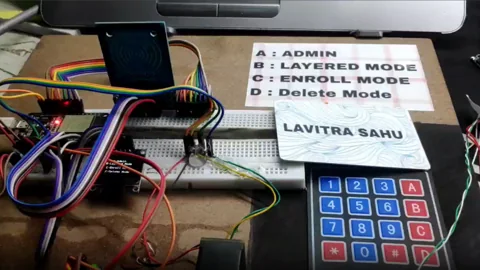 A : ADMIN
B : LAYERED MODE
C : ENROLL MODE
D : Delete Mode
LAVITRA SAHU
1 2 3 A
4 5 6 B
7 8 9 C
* 0 #